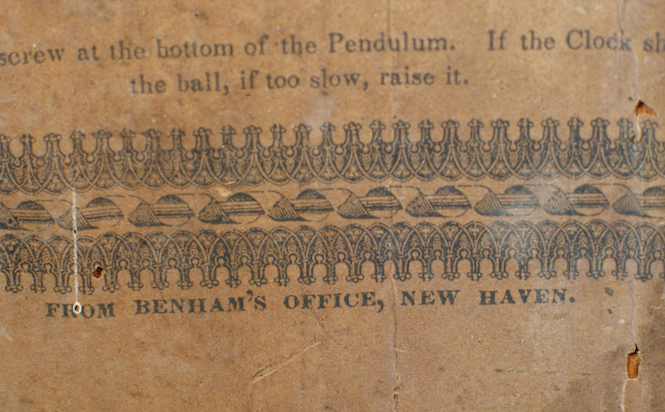 screw at the bottom of the Pendulum. If the Clock sh
the ball, if too slow, raise it.
FROM BENHAM'S OFFICE, NEW HAVEN.